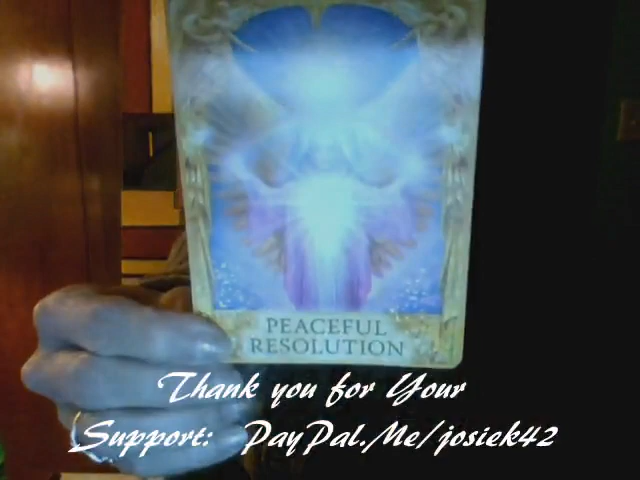 PEACEFUL
RESOLUTION
Thank you for Your
Support: PayPal.Me/josiek42